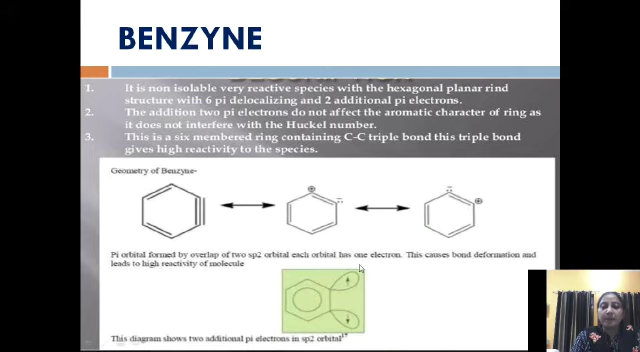 BENZYNE
1. It is non isolable very reactive species with the hexagonal planar rind
structure with 6 pi delocalizing and 2 additional pi electrons.
2. The addition two pi electrons do not affect the aromatic character of ring as
it does not interfere with the Huckel number.
3. This is a six membered ring containing C-C triple bond this triple bond
gives high reactivity to the species.
Geometry of Benzyne-
Pi orbital formed by overlap of two sp2 orbital each orbital has one electron. This causes bond deformation and
leads to high reactivity of molecule
This diagram shows two additional pi electrons in sp2 orbital